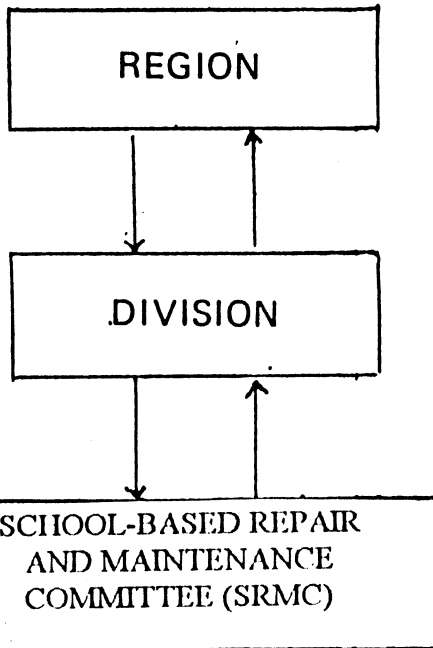 REGION
DIVISION
SCHOOL-BASED REPAIR
AND MAINTENANCE
COMMITTEE (SRMC)